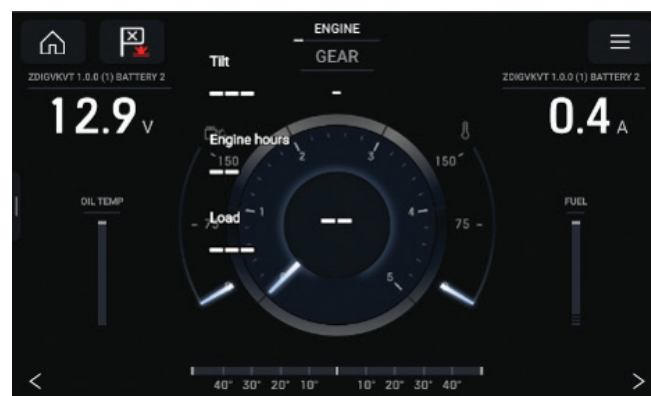 ENGINE
Tilt
GEAR
---
-
ZDIGVKVT 1.0.0 (1) BATTERY 2
12.9 V
ZDIGVKVT 1.0.0 (1) BATTERY 2
0.4 A
Engine hours
--
150
2
3
150
OIL TEMP
FUEL
Load
---
75
1
--
4
75
5
40° 30° 20° 10° 10° 20° 30° 40°
< >